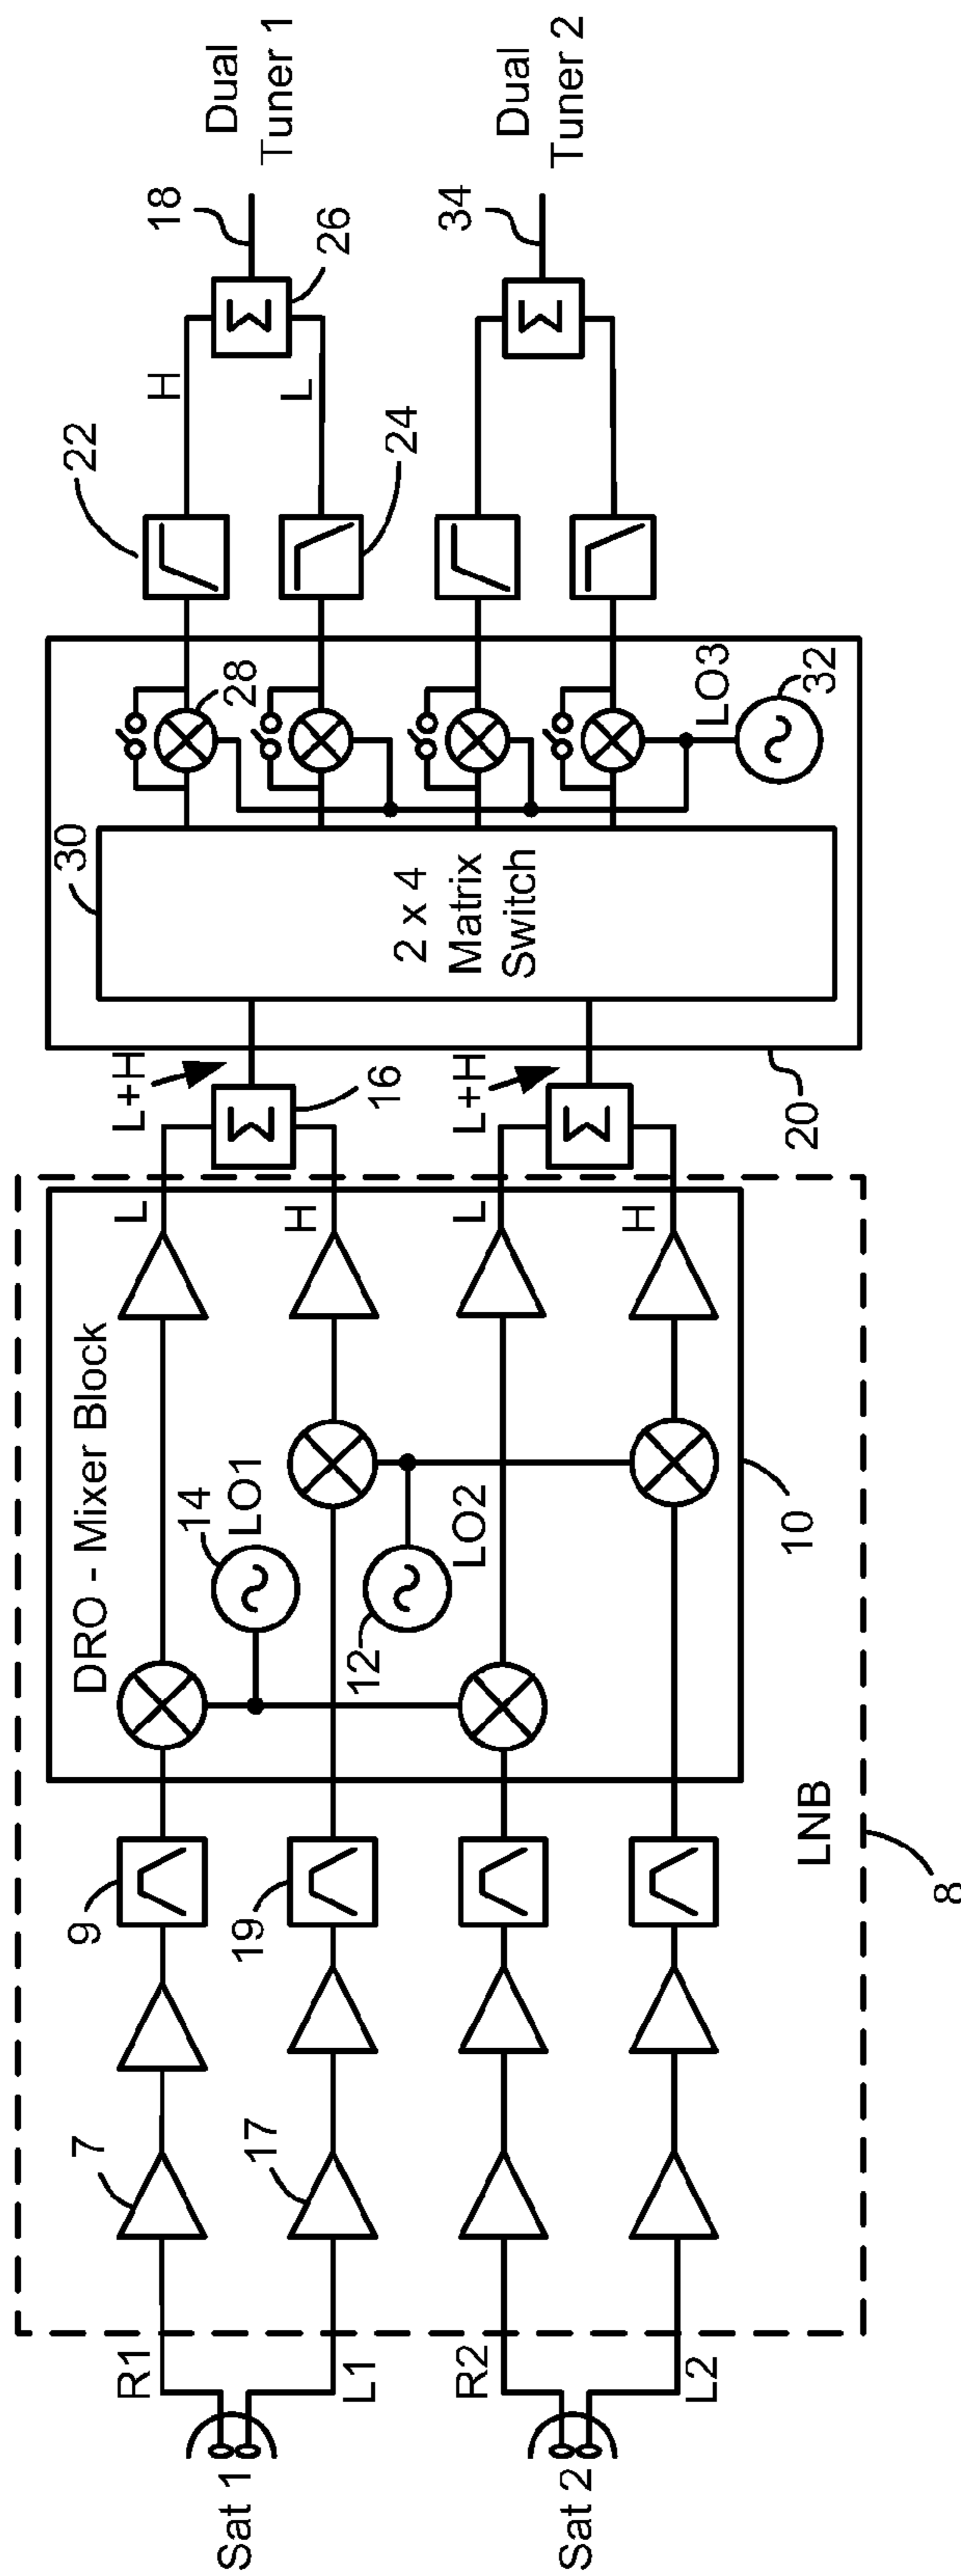 Sat 1
R1
L1
7
17
9
19
Sat 2
R2
L2
LNB
8
DRO - Mixer Block
14
LO1
12
LO2
10
L
H
L
H
L+H
16
L+H
20
30
2 x 4
Matrix
Switch
28
LO3
32
22
24
H
L
18
26
34
Dual
Tuner 1
Dual
Tuner 2
Σ
Σ
Σ
Σ